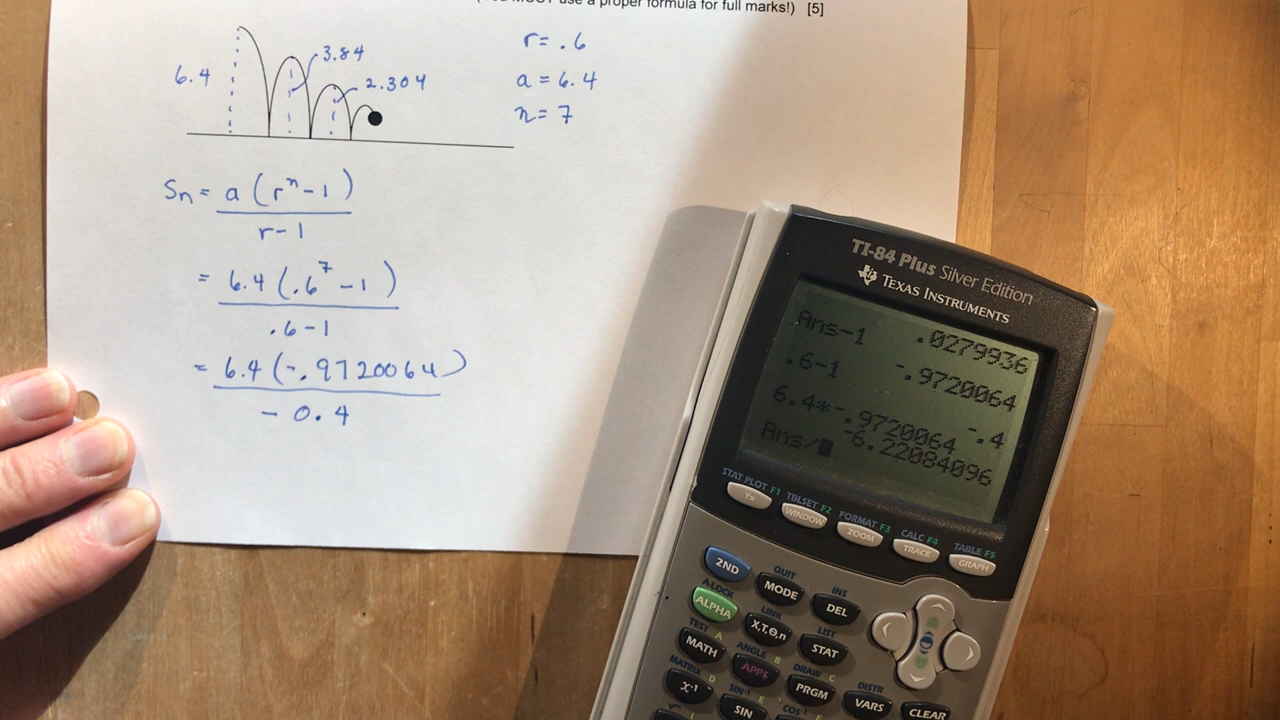 use a proper formula for full marks!) [5]
6.4
3.84
2.304
r = .6
a = 6.4
n = 7
Sn = a (r^n - 1)
r - 1
= 6.4 (.6^7 - 1)
.6 - 1
= 6.4 (-.9720064)
- 0.4
TI-84 Plus Silver Edition
TEXAS INSTRUMENTS
.0279936
Ans-1
-.9720064
.6-1
-.4
6.4*-.9720064
-6.22084096
Ans/
STAT PLOT F1 TBLSET F2 FORMAT F3 CALC F4 TABLE F5
Y= WINDOW ZOOM TRACE GRAPH
2ND
QUIT
MODE
INS
DEL
A-LOCK
ALPHA
LINK
X,T,Θ,n
LIST
STAT
TEST A
MATH
ANGLE B
APPS
DRAW C
PRGM
DISTR
VARS
CLEAR
MATRIX D
X⁻¹
SIN⁻¹ E
SIN
COS⁻¹